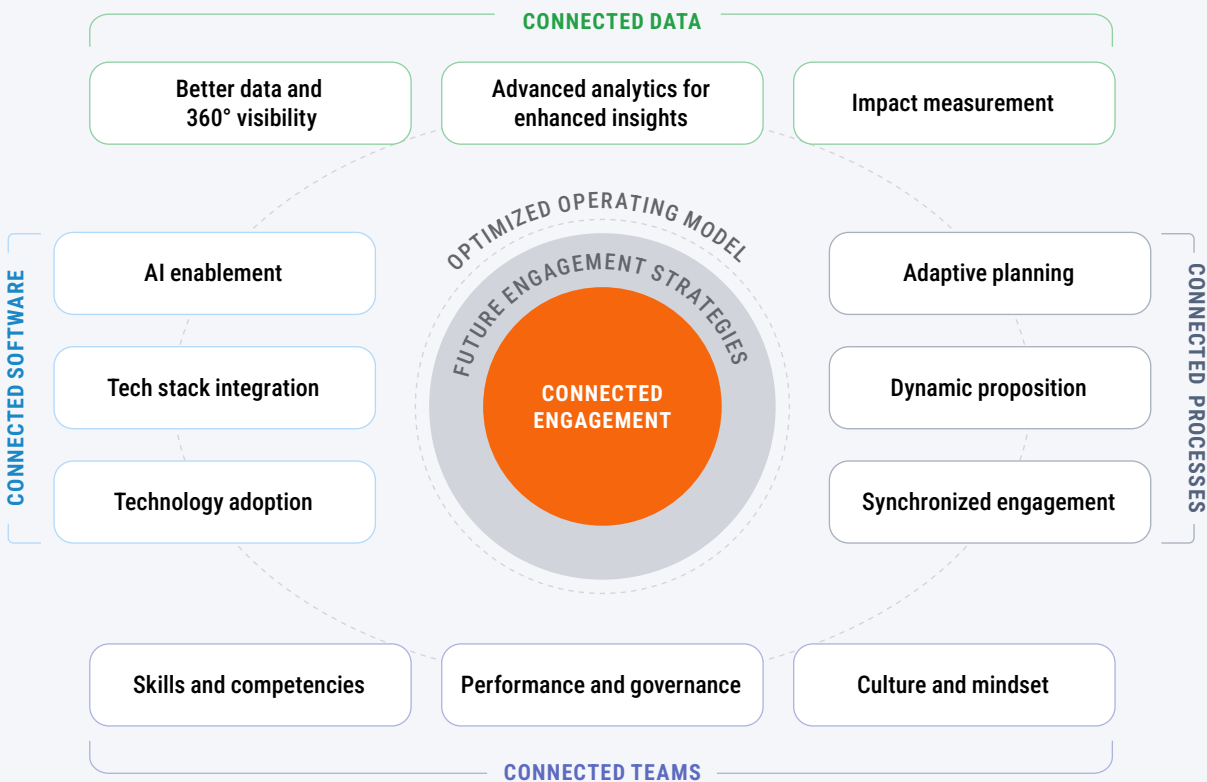 CONNECTED DATA
Better data and
360° visibility
Advanced analytics for
enhanced insights
Impact measurement
OPTIMIZED OPERATING MODEL
FUTURE ENGAGEMENT STRATEGIES
CONNECTED
ENGAGEMENT
CONNECTED SOFTWARE
AI enablement
Tech stack integration
Technology adoption
Adaptive planning
Dynamic proposition
Synchronized engagement
CONNECTED PROCESSES
Skills and competencies
Performance and governance
Culture and mindset
CONNECTED TEAMS